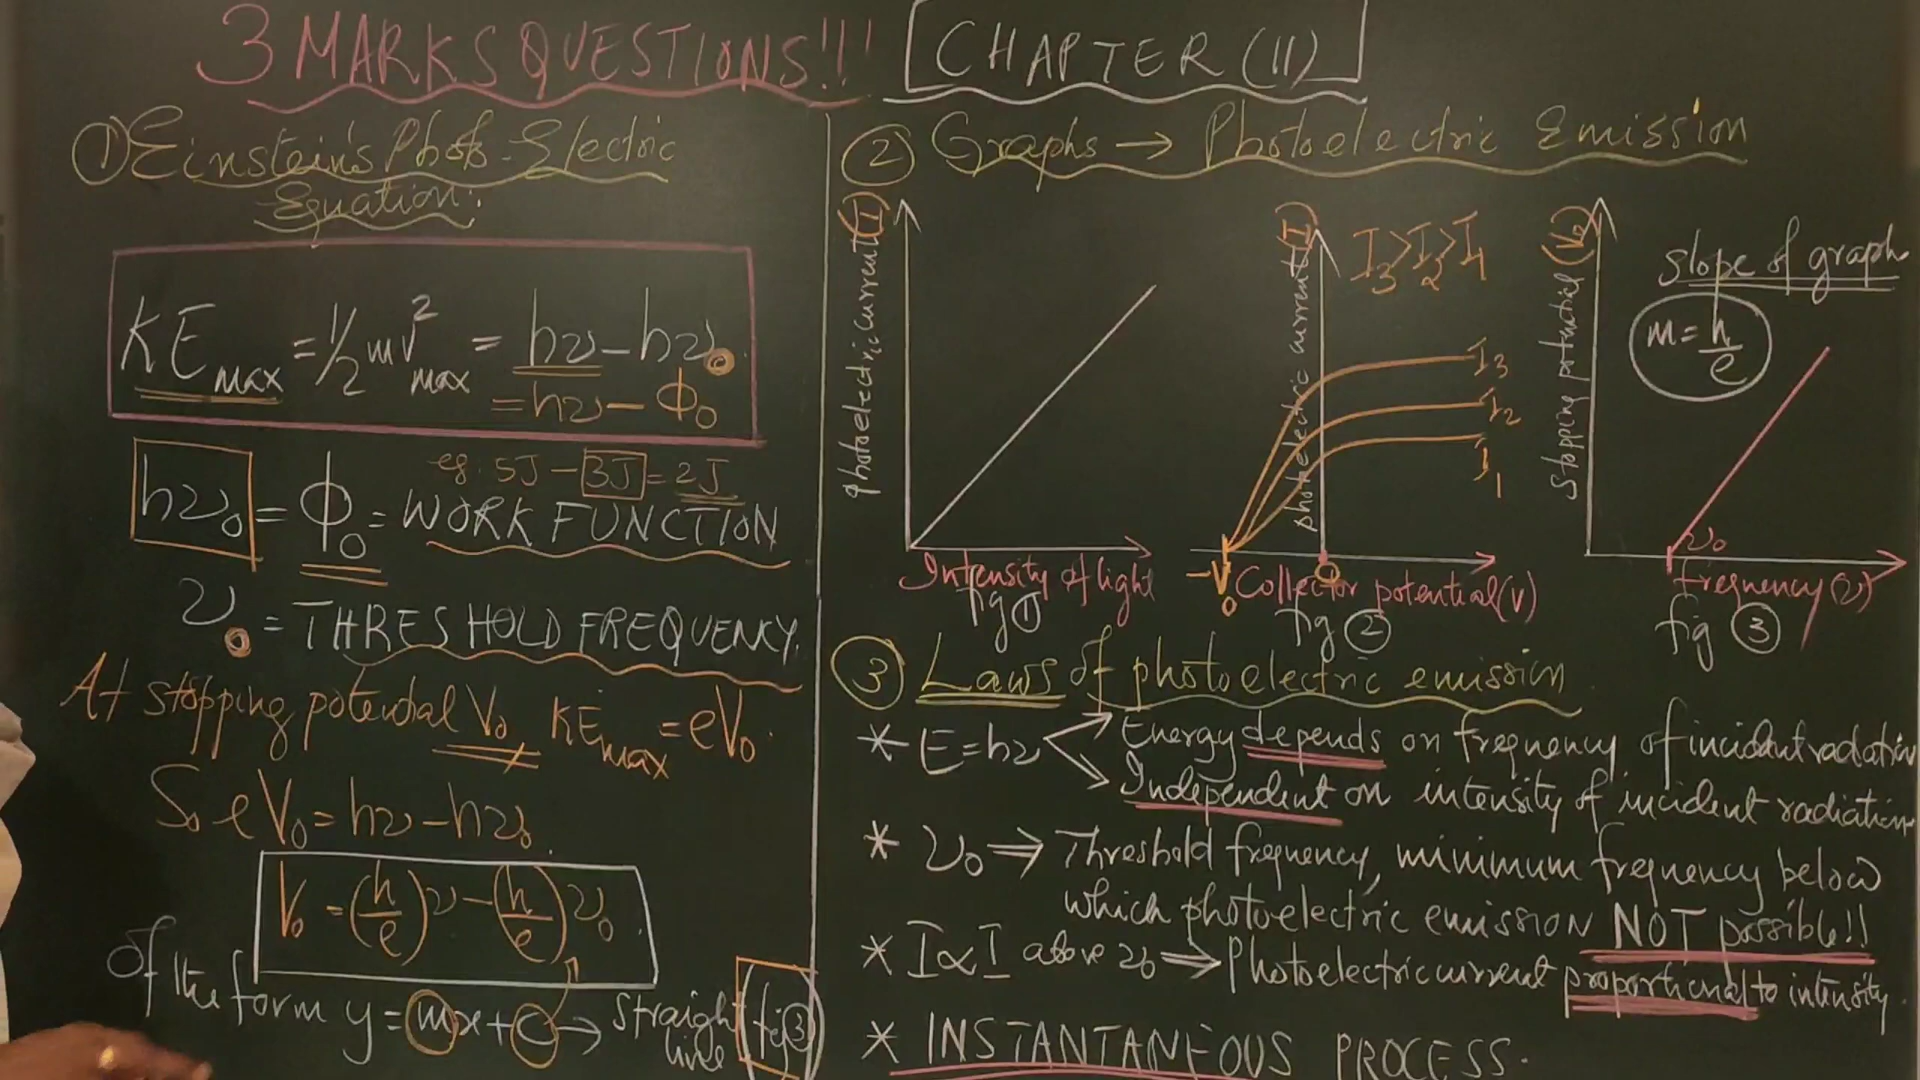 3 MARKS QUESTIONS!!!
CHAPTER (11)
① Einstein's Photo-Electric
Equation:
KEmax = 1/2 mv²max = hν - hν₀
= hν - Φ₀
eg: 5J - 3J = 2J
hν₀ = Φ₀ = WORK FUNCTION
ν₀ = THRESHOLD FREQUENCY.
At stopping potential V₀ KEmax = eV₀.
So eV₀ = hν - hν₀.
V₀ = (h/e)ν - (h/e)ν₀.
Of the form y = mx + c → straight line (fig 3)
② Graphs → Photoelectric Emission
photoelectric current (I)
Intensity of light
fig ①
photoelectric current (I)
I₃>I₂>I₁
I₃
I₂
I₁
-V₀
O
Collector potential (V)
fig ②
Stopping potential (V₀)
slope of graph
m = h/e
ν₀
frequency (ν)
fig ③
③ Laws of photoelectric emission
* E = hν Energy depends on frequency of incident radiation
Independent on intensity of incident radiation
* ν₀ ⇒ Threshold frequency, minimum frequency below
which photoelectric emission NOT possible!!
* I∝I above ν₀ ⇒ Photoelectric current proportional to intensity.
* INSTANTANEOUS PROCESS.